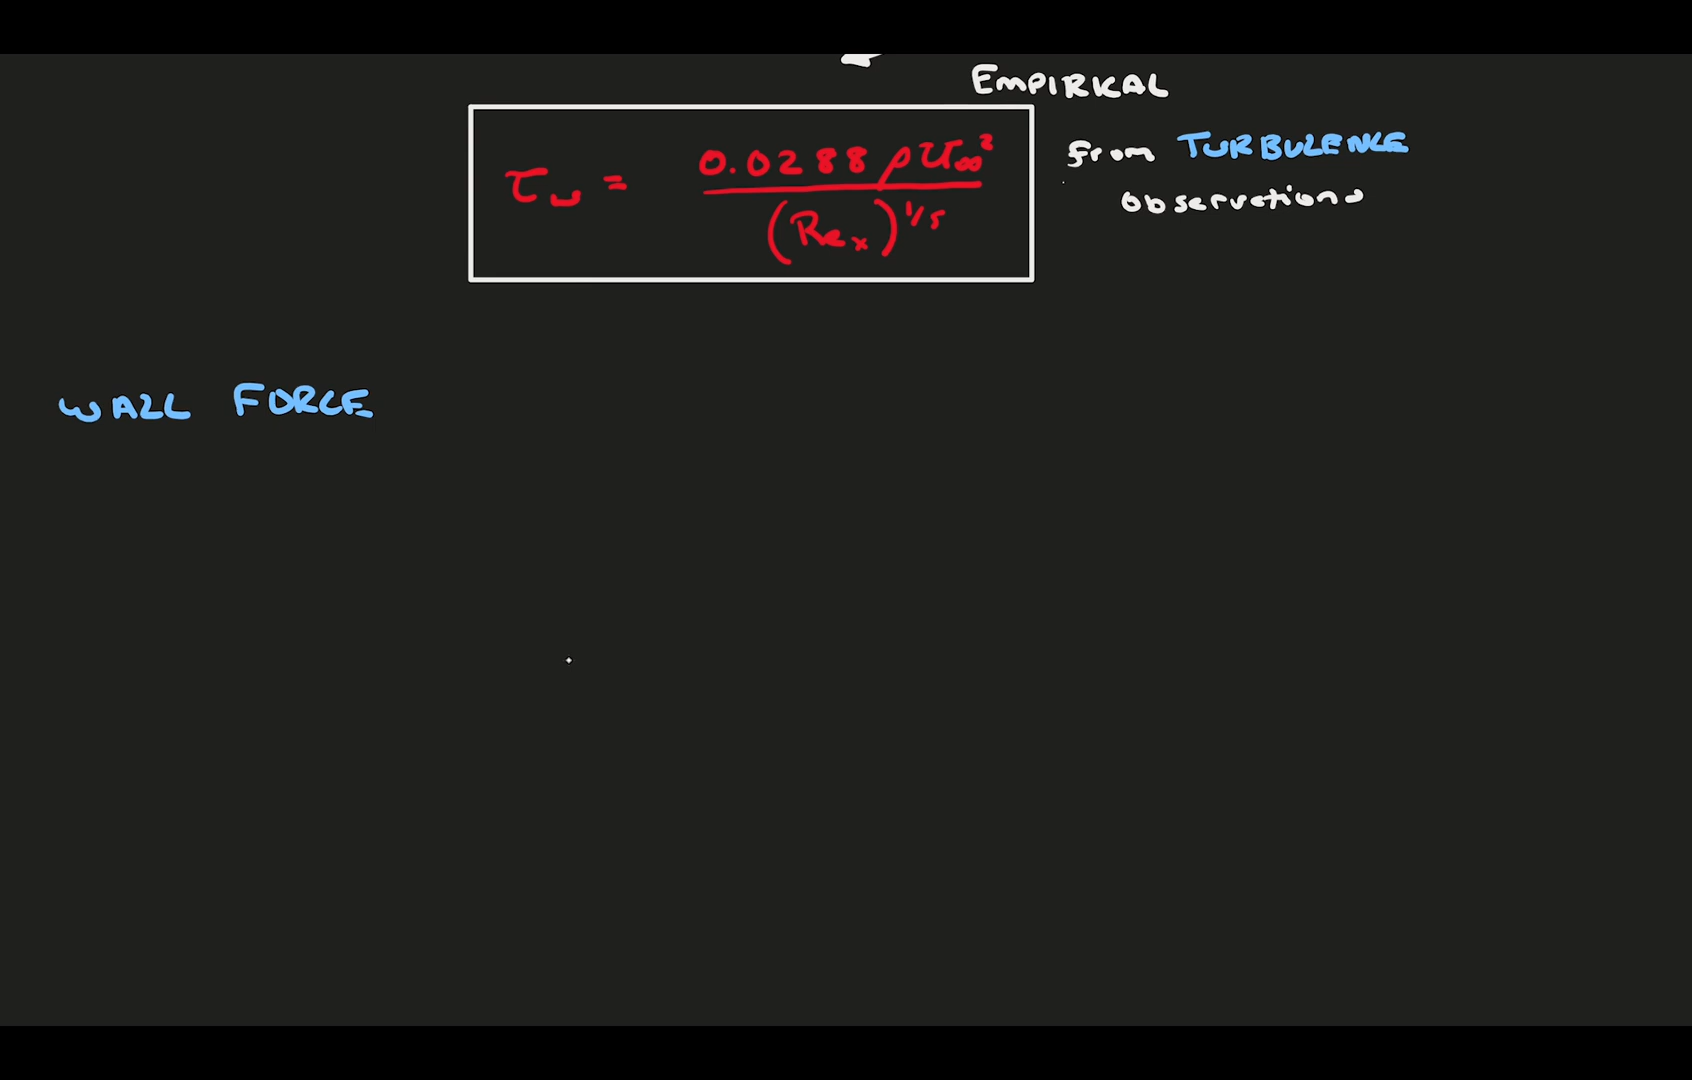 EMPIRICAL
τw = 0.0288 ρU∞² / (Rex)^1/5
from TURBULENCE
observations
WALL FORCE